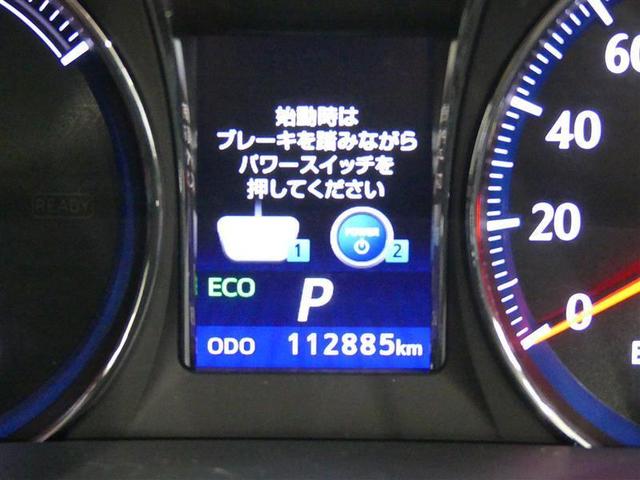 始動時は
ブレーキを踏みながら
パワースイッチを
押してください
1
POWER
2
ECO
P
ODO 112885km
READY
60
40
20
0
E